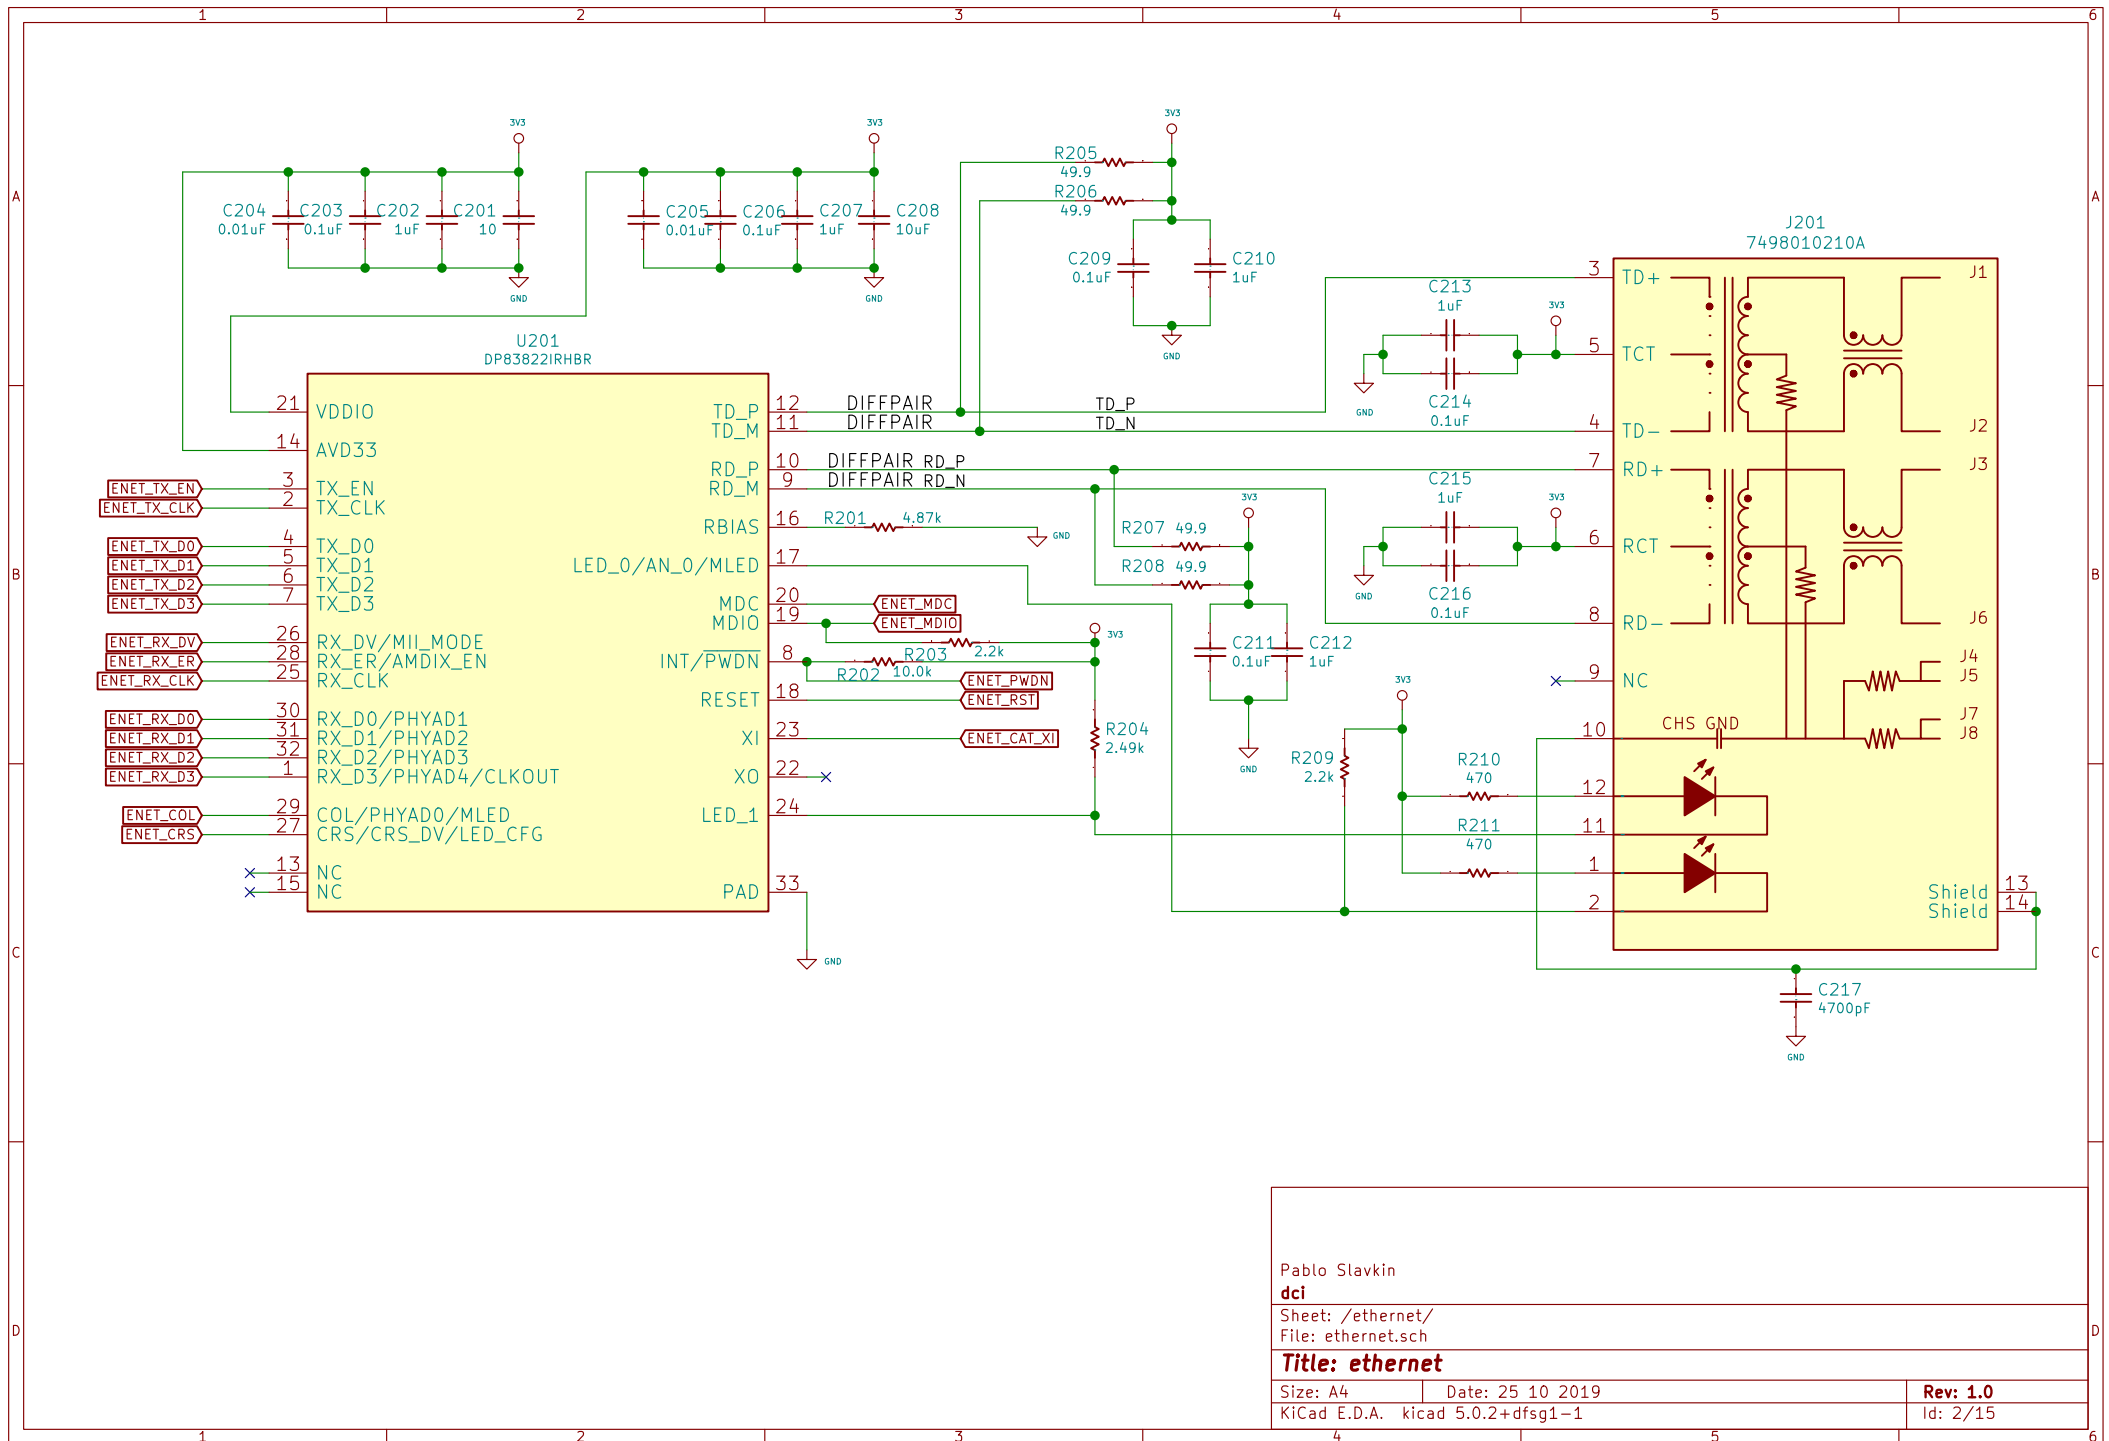 1 2 3 4 5 6
A
B
C
D
A
B
C
D
1 2 3 4 5 6
3V3
C204
0.01uF
C203
0.1uF
C202
1uF
C201
10
GND
3V3
C205
0.01uF
C206
0.1uF
C207
1uF
C208
10uF
GND
3V3
R205
49.9
R206
49.9
C209
0.1uF
C210
1uF
GND
U201
DP83822IRHBR
21 VDDIO
14 AVD33
3 TX_EN
2 TX_CLK
4 TX_D0
5 TX_D1
6 TX_D2
7 TX_D3
26 RX_DV/MII_MODE
28 RX_ER/AMDIX_EN
25 RX_CLK
30 RX_D0/PHYAD1
31 RX_D1/PHYAD2
32 RX_D2/PHYAD3
1 RX_D3/PHYAD4/CLKOUT
29 COL/PHYAD0/MLED
27 CRS/CRS_DV/LED_CFG
13 NC
15 NC
ENET_TX_EN
ENET_TX_CLK
ENET_TX_D0
ENET_TX_D1
ENET_TX_D2
ENET_TX_D3
ENET_RX_DV
ENET_RX_ER
ENET_RX_CLK
ENET_RX_D0
ENET_RX_D1
ENET_RX_D2
ENET_RX_D3
ENET_COL
ENET_CRS
TD_P 12
TD_M 11
RD_P 10
RD_M 9
RBIAS 16
LED_0/AN_0/MLED 17
MDC 20
MDIO 19
INT/PWDN 8
RESET 18
XI 23
XO 22
LED_1 24
PAD 33
GND
DIFFPAIR TD_P
DIFFPAIR TD_N
DIFFPAIR RD_P
DIFFPAIR RD_N
R201 4.87k
GND
ENET_MDC
ENET_MDIO
R203 2.2k
R202 10.0k
ENET_PWDN
ENET_RST
ENET_CAT_XI
3V3
R204
2.49k
R207 49.9
R208 49.9
3V3
C211
0.1uF
C212
1uF
GND
C213
1uF
C214
0.1uF
3V3
GND
C215
1uF
C216
0.1uF
3V3
GND
3V3
R209
2.2k
R210
470
R211
470
J201
7498010210A
3 TD+
5 TCT
4 TD-
7 RD+
6 RCT
8 RD-
9 NC
10 CHS GND
12
11
1
2
J1
J2
J3
J6
J4
J5
J7
J8
Shield 13
Shield 14
C217
4700pF
GND
Pablo Slavkin
dci
Sheet: /ethernet/
File: ethernet.sch
Title: ethernet
Size: A4 Date: 25 10 2019 Rev: 1.0
KiCad E.D.A. kicad 5.0.2+dfsg1-1 Id: 2/15